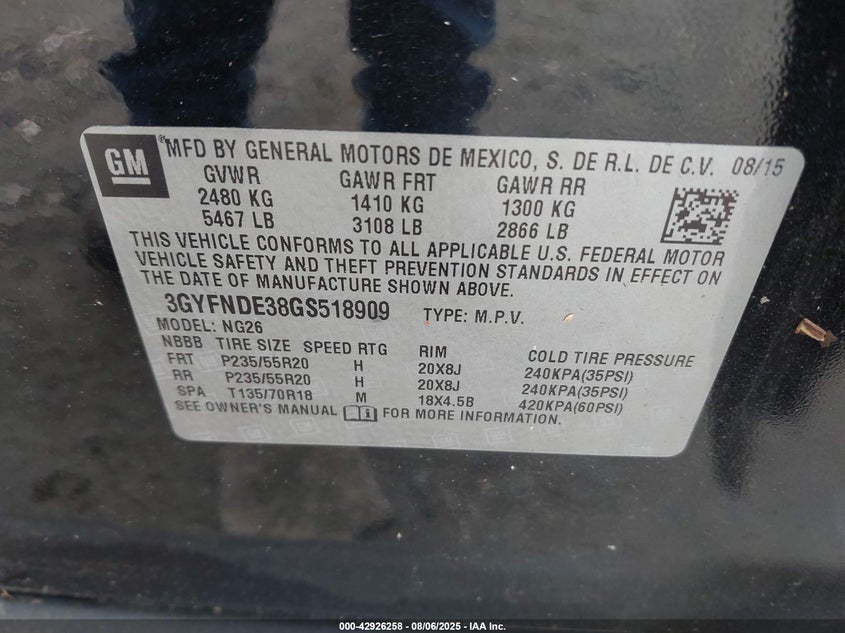 GM ® MFD BY GENERAL MOTORS DE MEXICO, S. DE R.L. DE C.V. 08/15
GVWR GAWR FRT GAWR RR
2480 KG 1410 KG 1300 KG
5467 LB 3108 LB 2866 LB
THIS VEHICLE CONFORMS TO ALL APPLICABLE U.S. FEDERAL MOTOR
VEHICLE SAFETY AND THEFT PREVENTION STANDARDS IN EFFECT ON
THE DATE OF MANUFACTURE SHOWN ABOVE.
3GYFNDE38GS518909 TYPE: M.P.V.
MODEL: NG26
NBBB TIRE SIZE SPEED RTG RIM COLD TIRE PRESSURE
FRT P235/55R20 H 20X8J 240KPA(35PSI)
RR P235/55R20 H 20X8J 240KPA(35PSI)
SPA T135/70R18 M 18X4.5B 420KPA(60PSI)
SEE OWNER'S MANUAL FOR MORE INFORMATION.
000-42926258 - 08/06/2025 - IAA Inc.